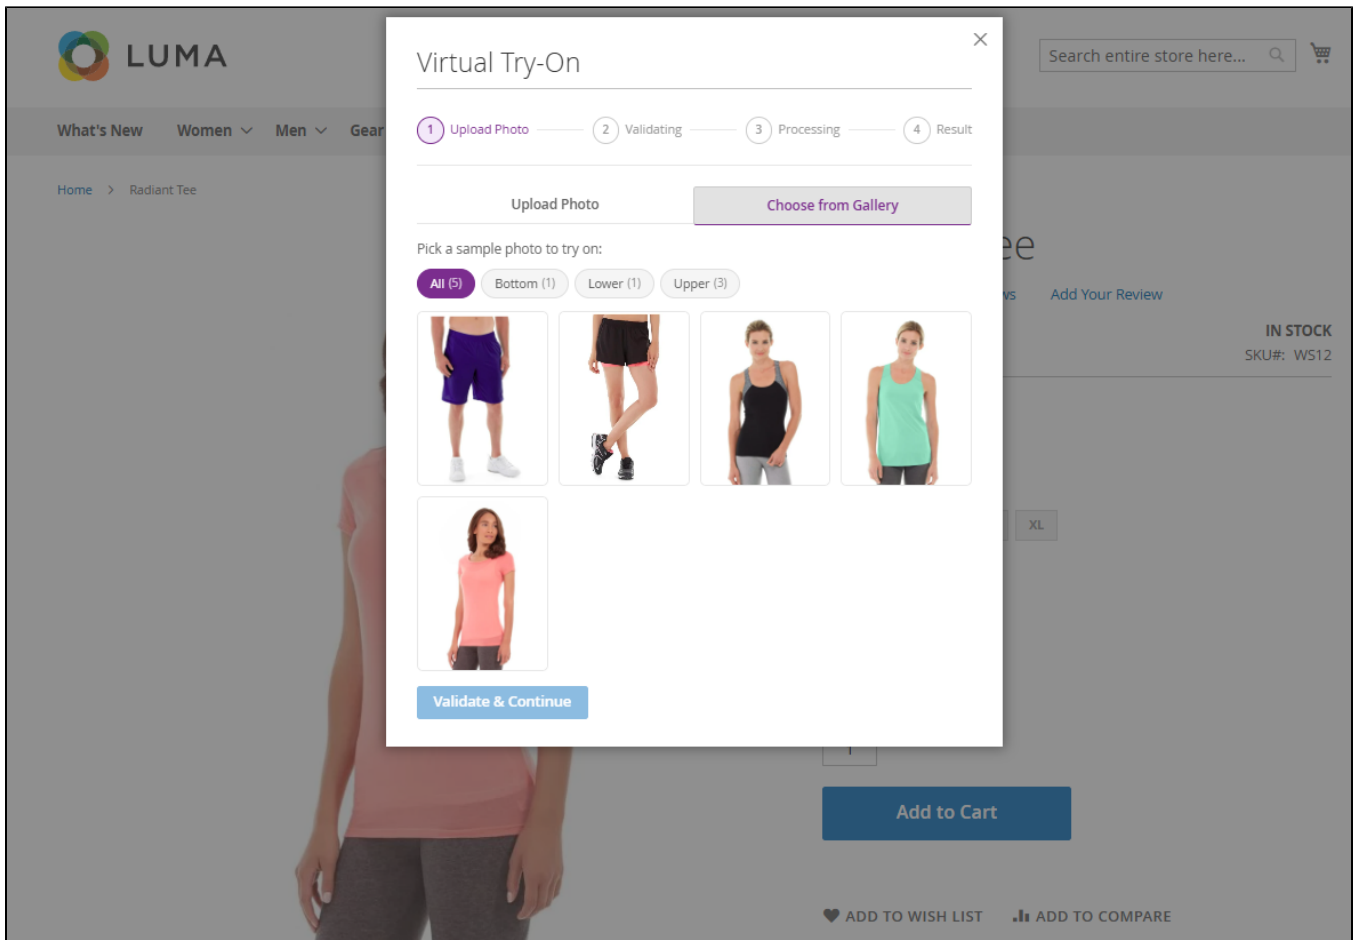 LUMA
Search entire store here...
What's New Women Men Gear
Home > Radiant Tee
Virtual Try-On
1 Upload Photo 2 Validating 3 Processing 4 Result
Upload Photo Choose from Gallery
Pick a sample photo to try on:
All (5) Bottom (1) Lower (1) Upper (3)
Validate & Continue
Add Your Review
IN STOCK
SKU#: WS12
XL
1
Add to Cart
ADD TO WISH LIST ADD TO COMPARE